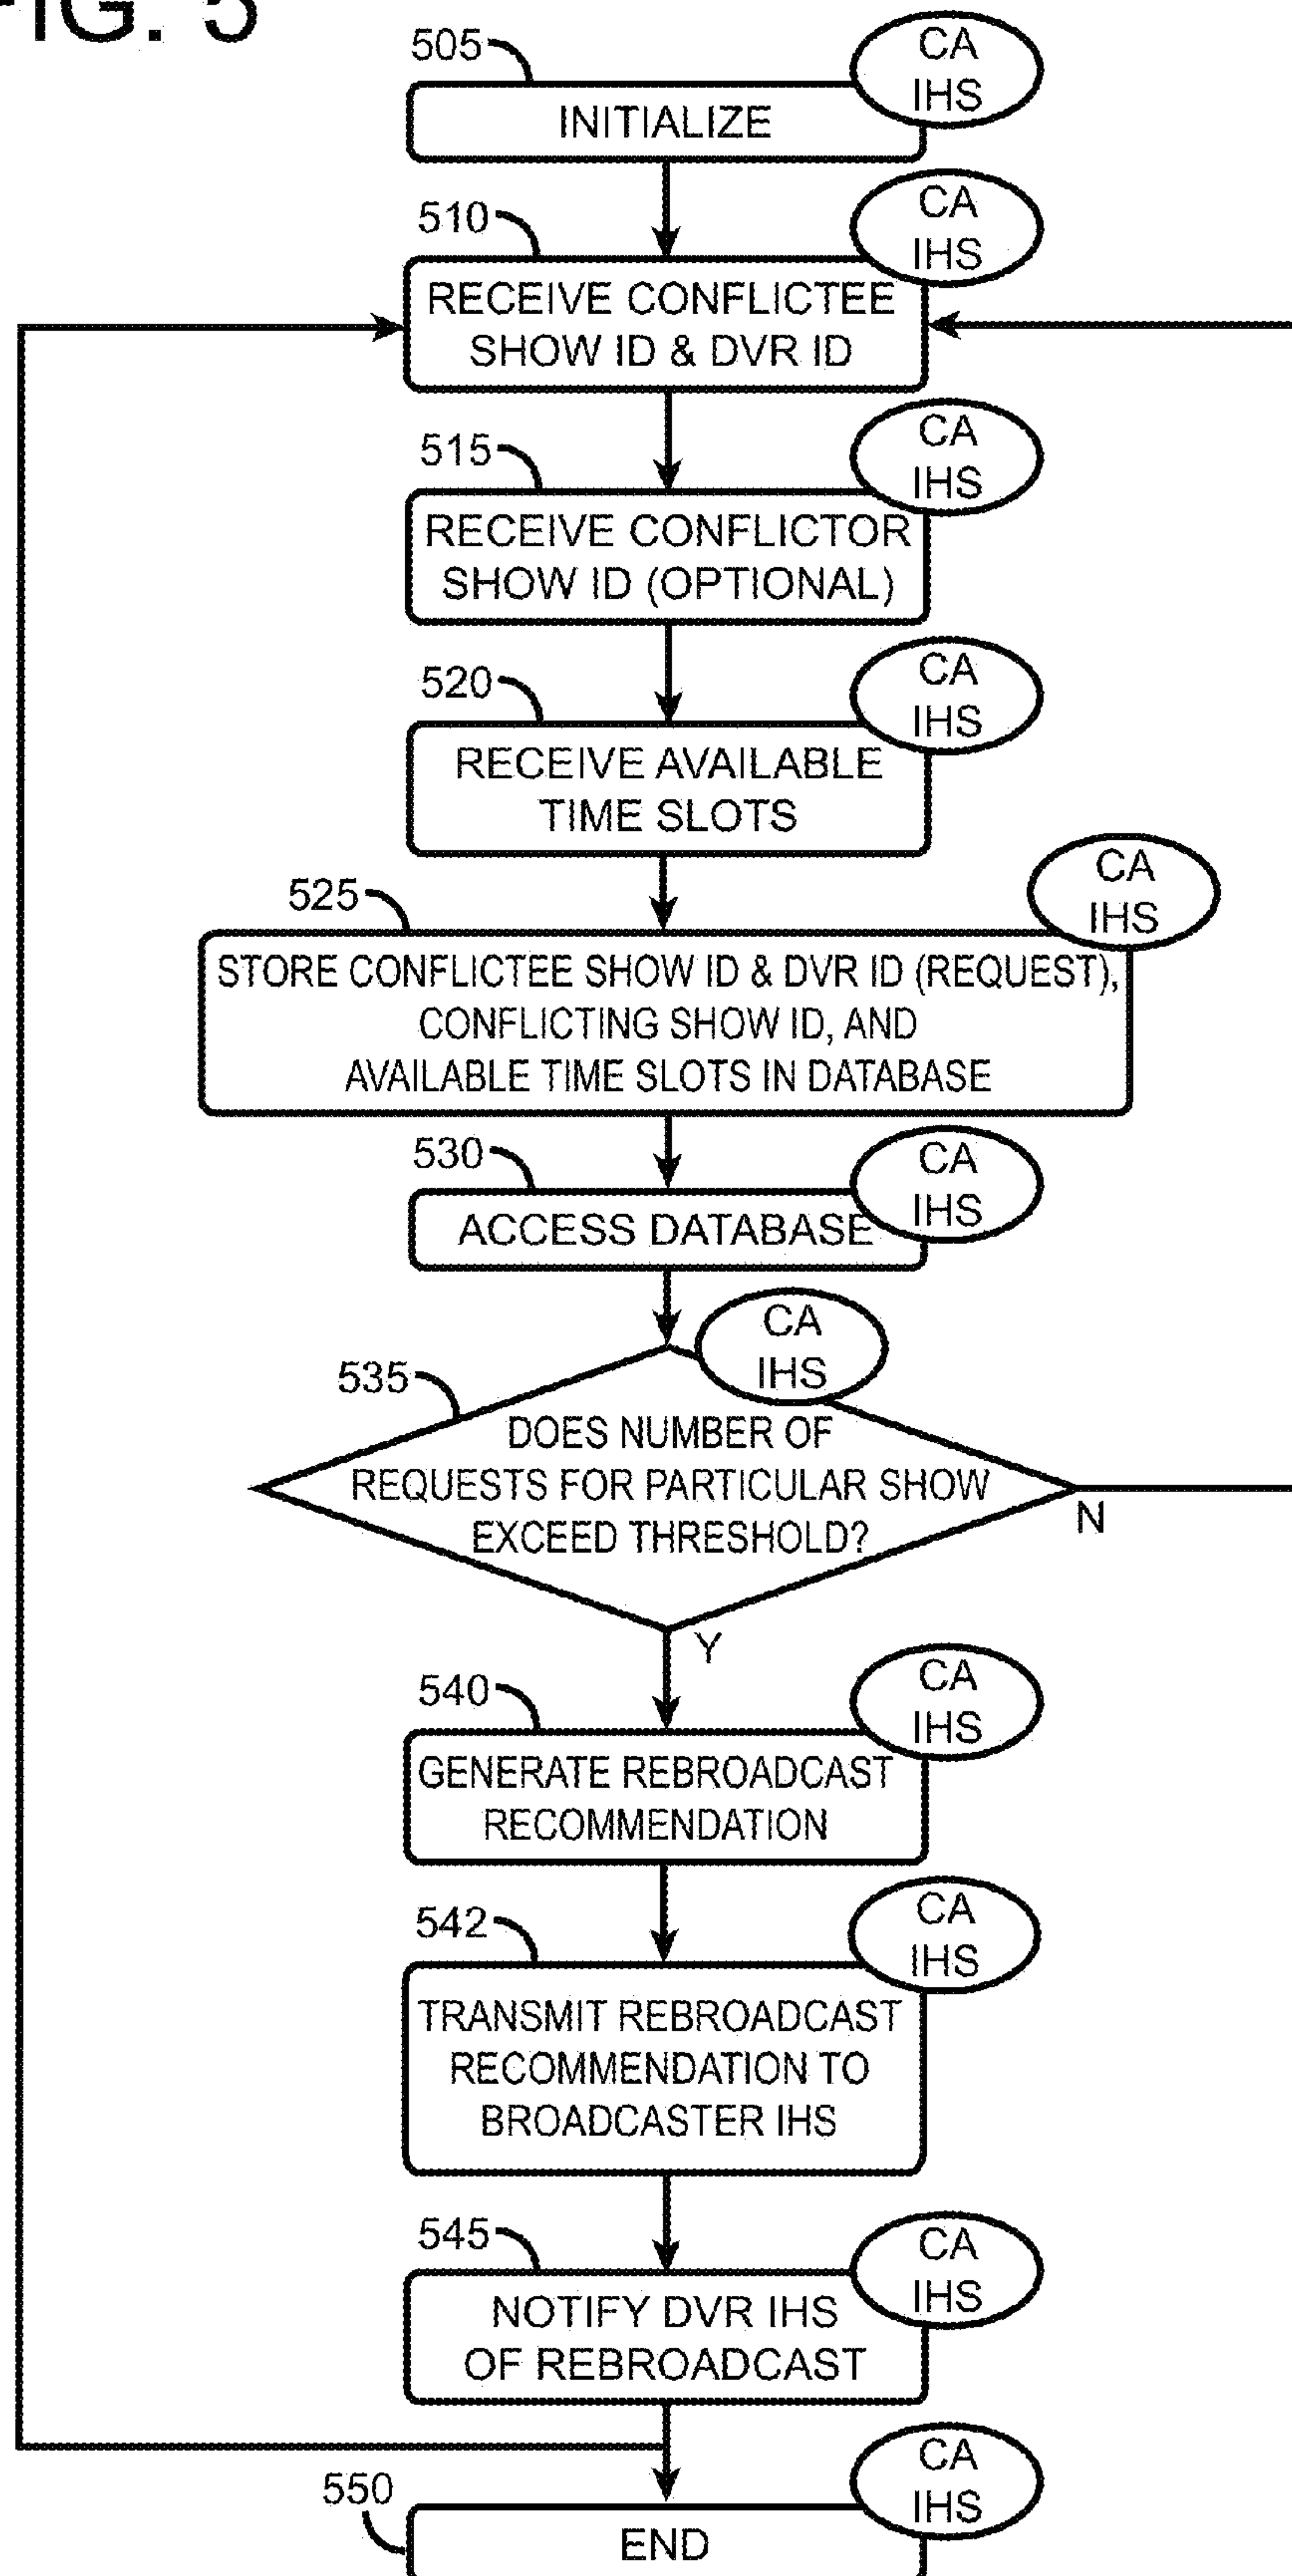 FIG. 5
505
CA
IHS
INITIALIZE
510
CA
IHS
RECEIVE CONFLICTEE
SHOW ID & DVR ID
515
CA
IHS
RECEIVE CONFLICTOR
SHOW ID (OPTIONAL)
520
CA
IHS
RECEIVE AVAILABLE
TIME SLOTS
525
CA
IHS
STORE CONFLICTEE SHOW ID & DVR ID (REQUEST),
CONFLICTING SHOW ID, AND
AVAILABLE TIME SLOTS IN DATABASE
530
CA
IHS
ACCESS DATABASE
535
CA
IHS
DOES NUMBER OF
REQUESTS FOR PARTICULAR SHOW
EXCEED THRESHOLD?
N
Y
540
CA
IHS
GENERATE REBROADCAST
RECOMMENDATION
542
CA
IHS
TRANSMIT REBROADCAST
RECOMMENDATION TO
BROADCASTER IHS
545
CA
IHS
NOTIFY DVR IHS
OF REBROADCAST
550
CA
IHS
END